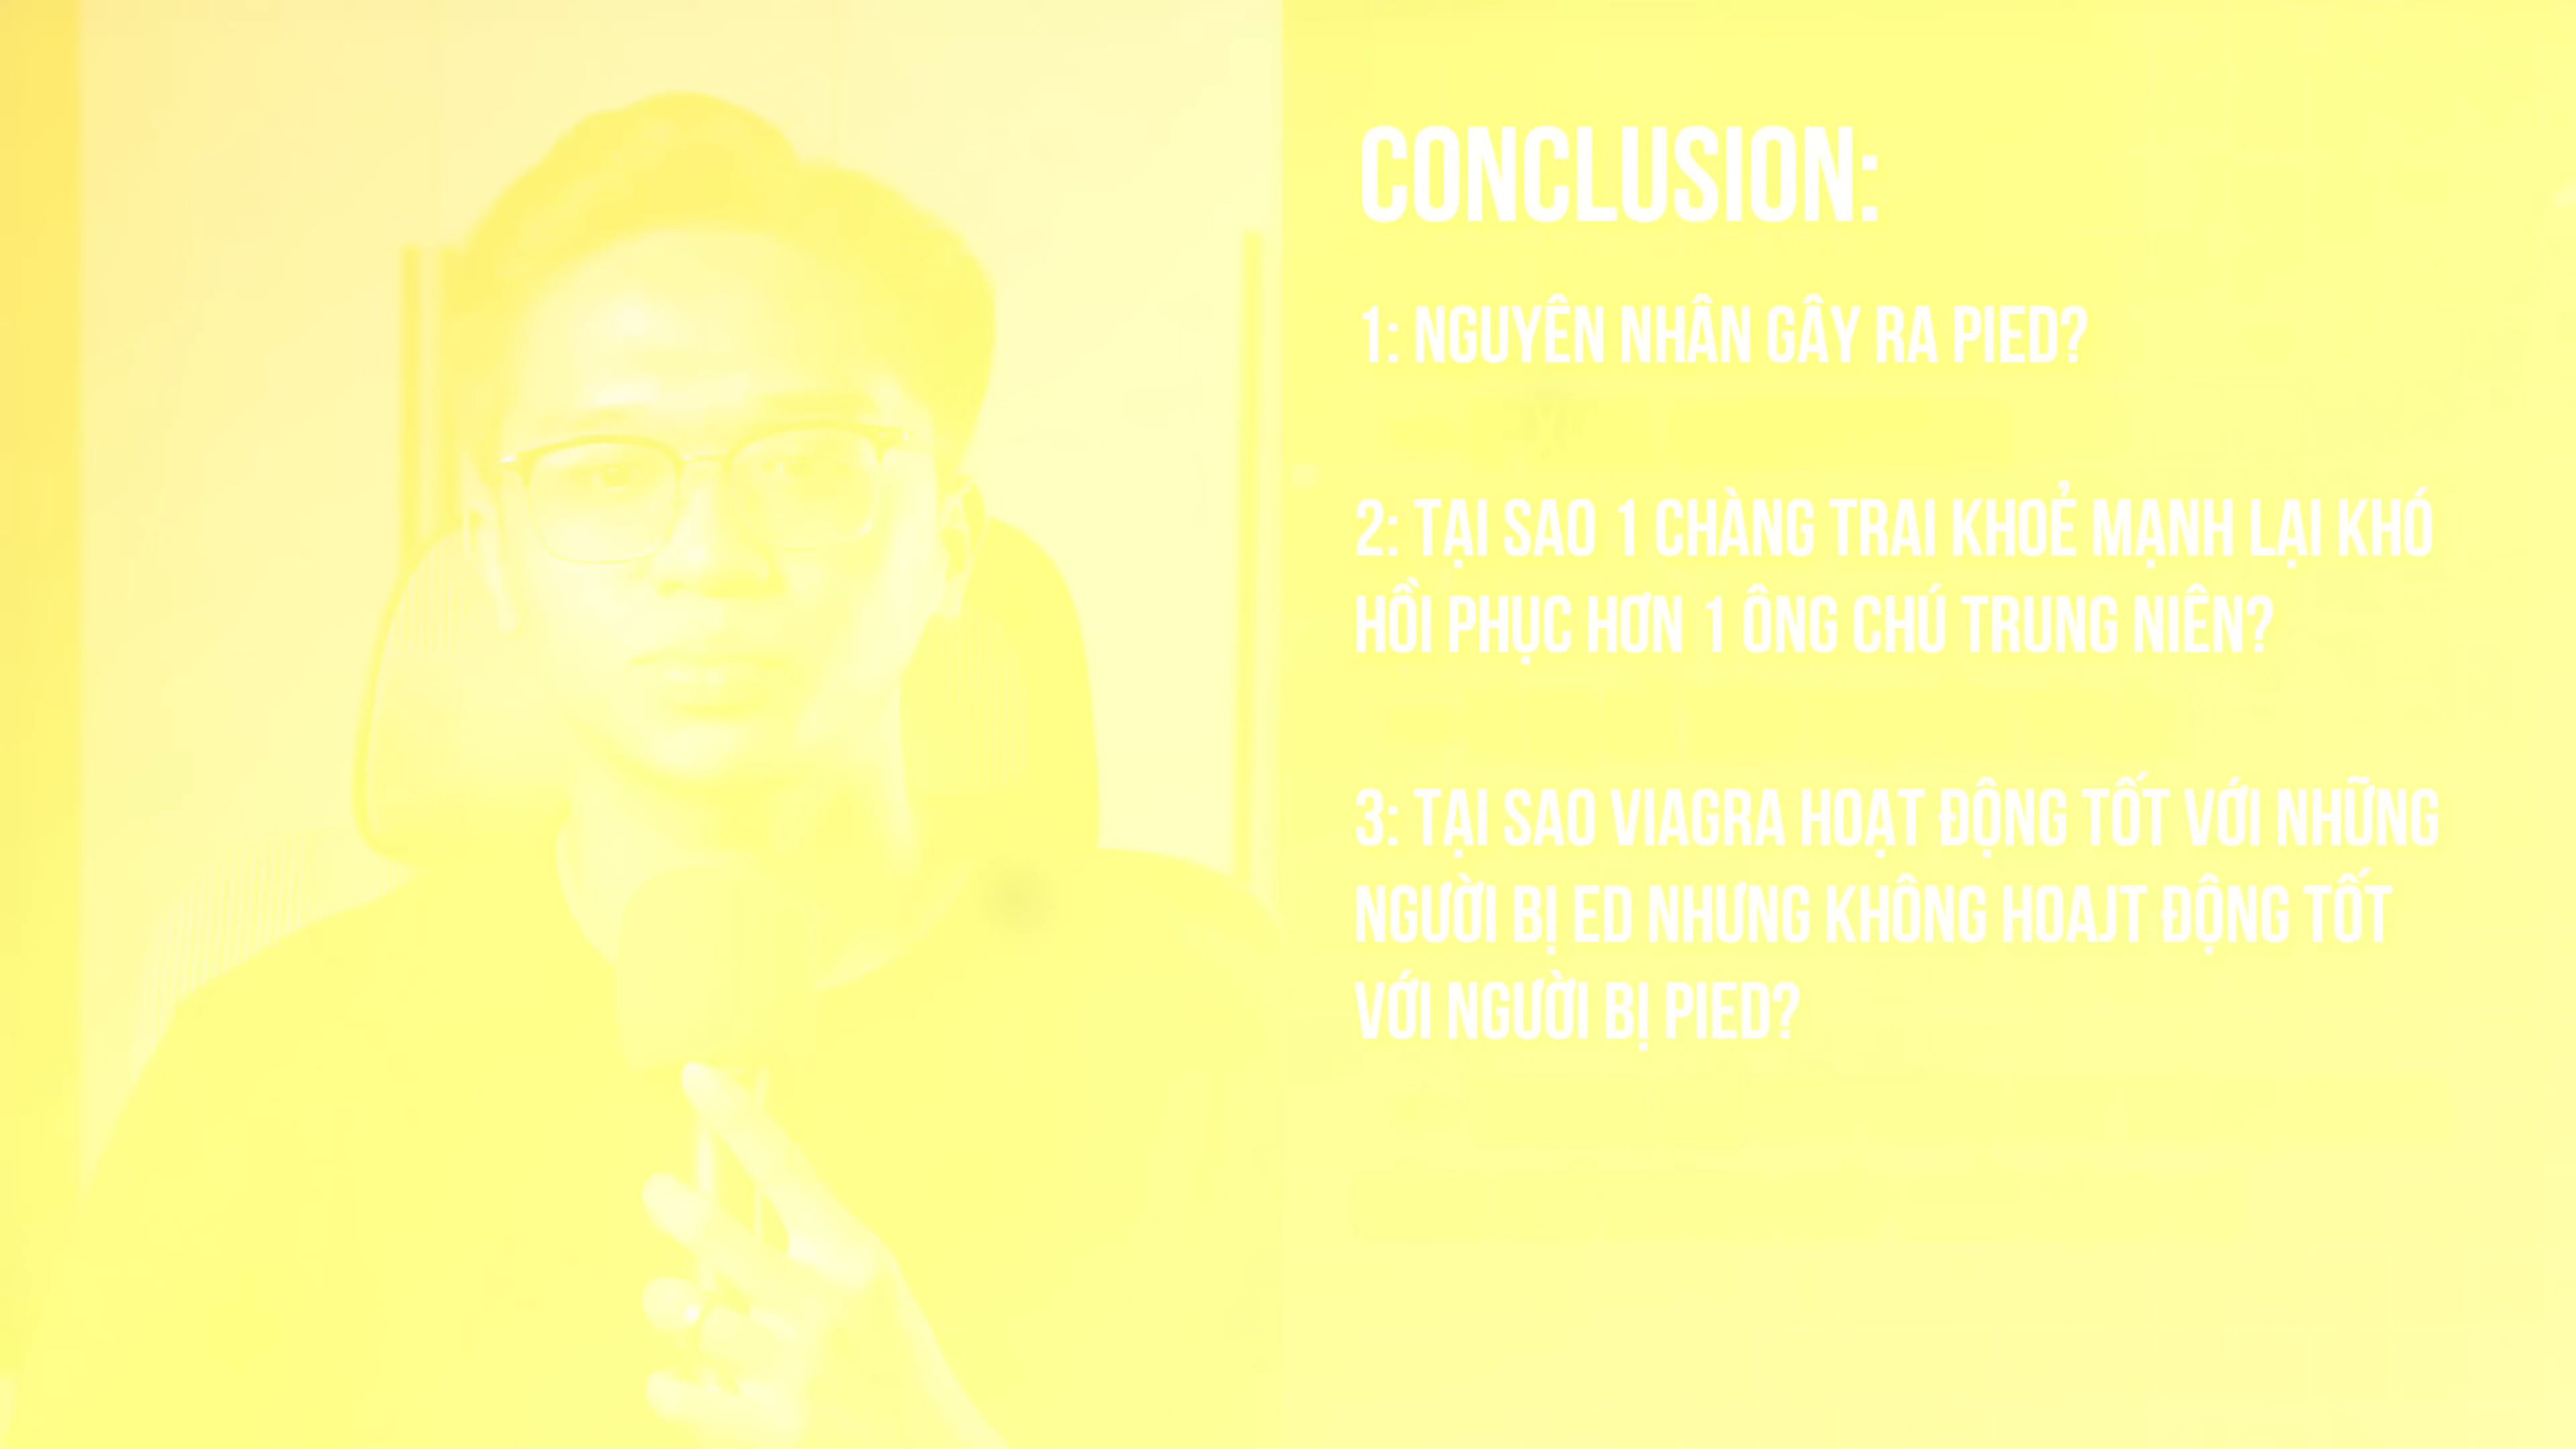 CONCLUSION:
1: NGUYÊN NHÂN GÂY RA PIED?
2: TẠI SAO 1 CHÀNG TRAI KHOẺ MẠNH LẠI KHÓ
HỒI PHỤC HƠN 1 ÔNG CHÚ TRUNG NIÊN?
3: TẠI SAO VIAGRA HOẠT ĐỘNG TỐT VỚI NHỮNG
NGƯỜI BỊ ED NHƯNG KHÔNG HOAJT ĐỘNG TỐT
VỚI NGƯỜI BỊ PIED?